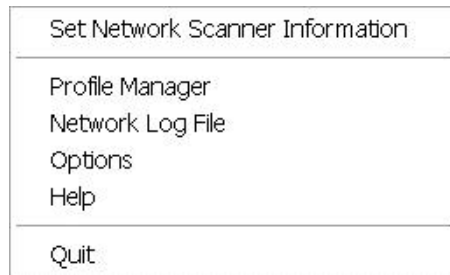 Set Network Scanner Information
Profile Manager
Network Log File
Options
Help
Quit